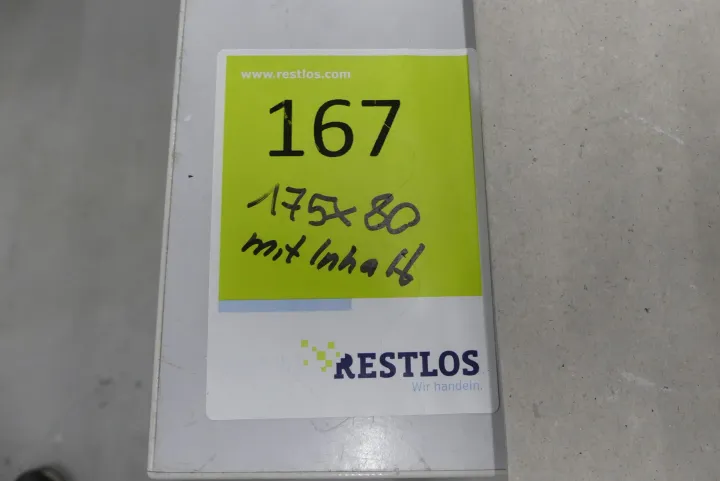 www.restlos.com
167
175x80
mit Inhalt
RESTLOS
Wir handeln.